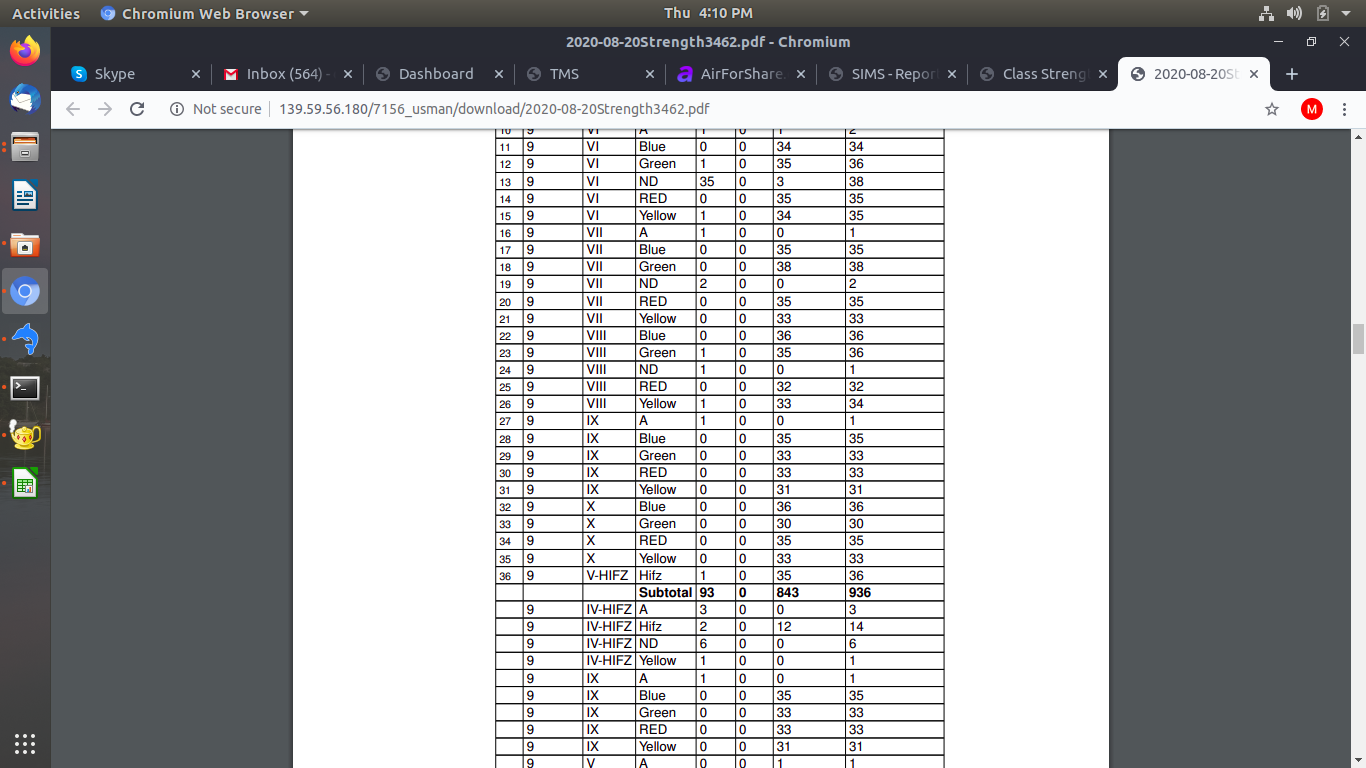 Activities Chromium Web Browser Thu 4:10 PM
2020-08-20Strength3462.pdf - Chromium
Skype Inbox (564) - Dashboard TMS AirForShare. SIMS - Repor Class Streng 2020-08-20St
Not secure 139.59.56.180/7156_usman/download/2020-08-20Strength3462.pdf M
10 9 VI A 1 0 1 2
11 9 VI Blue 0 0 34 34
12 9 VI Green 1 0 35 36
13 9 VI ND 35 0 3 38
14 9 VI RED 0 0 35 35
15 9 VI Yellow 1 0 34 35
16 9 VII A 1 0 0 1
17 9 VII Blue 0 0 35 35
18 9 VII Green 0 0 38 38
19 9 VII ND 2 0 0 2
20 9 VII RED 0 0 35 35
21 9 VII Yellow 0 0 33 33
22 9 VIII Blue 0 0 36 36
23 9 VIII Green 1 0 35 36
24 9 VIII ND 1 0 0 1
25 9 VIII RED 0 0 32 32
26 9 VIII Yellow 1 0 33 34
27 9 IX A 1 0 0 1
28 9 IX Blue 0 0 35 35
29 9 IX Green 0 0 33 33
30 9 IX RED 0 0 33 33
31 9 IX Yellow 0 0 31 31
32 9 X Blue 0 0 36 36
33 9 X Green 0 0 30 30
34 9 X RED 0 0 35 35
35 9 X Yellow 0 0 33 33
36 9 V-HIFZ Hifz 1 0 35 36
Subtotal 93 0 843 936
9 IV-HIFZ A 3 0 0 3
9 IV-HIFZ Hifz 2 0 12 14
9 IV-HIFZ ND 6 0 0 6
9 IV-HIFZ Yellow 1 0 0 1
9 IX A 1 0 0 1
9 IX Blue 0 0 35 35
9 IX Green 0 0 33 33
9 IX RED 0 0 33 33
9 IX Yellow 0 0 31 31
9 V A 0 0 1 1